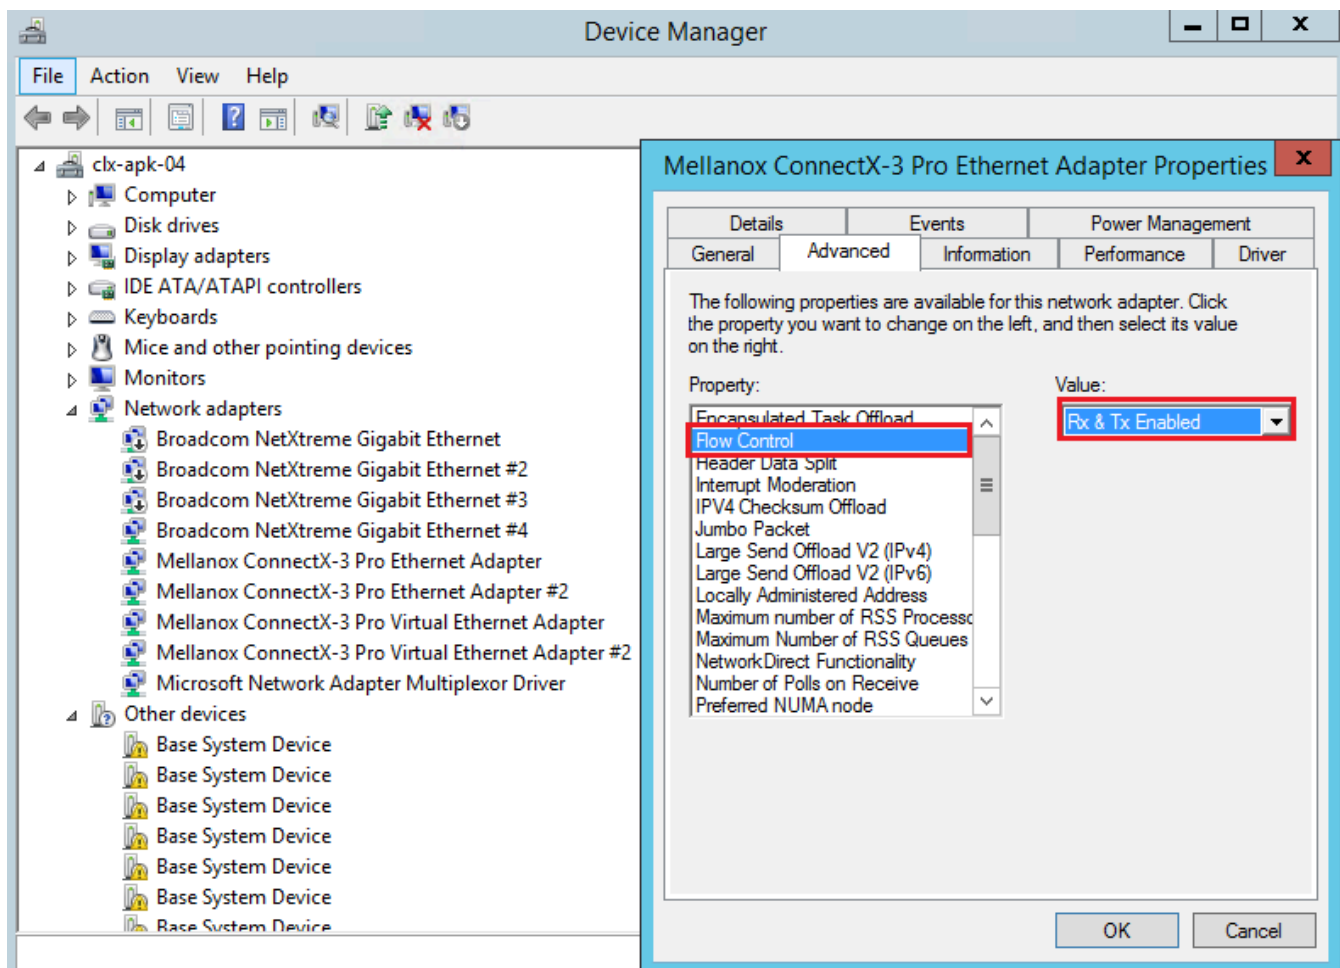 Device Manager
File Action View Help
clx-apk-04
Computer
Disk drives
Display adapters
IDE ATA/ATAPI controllers
Keyboards
Mice and other pointing devices
Monitors
Network adapters
Broadcom NetXtreme Gigabit Ethernet
Broadcom NetXtreme Gigabit Ethernet #2
Broadcom NetXtreme Gigabit Ethernet #3
Broadcom NetXtreme Gigabit Ethernet #4
Mellanox ConnectX-3 Pro Ethernet Adapter
Mellanox ConnectX-3 Pro Ethernet Adapter #2
Mellanox ConnectX-3 Pro Virtual Ethernet Adapter
Mellanox ConnectX-3 Pro Virtual Ethernet Adapter #2
Microsoft Network Adapter Multiplexor Driver
Other devices
Base System Device
Base System Device
Base System Device
Base System Device
Base System Device
Base System Device
Base System Device
Mellanox ConnectX-3 Pro Ethernet Adapter Properties
Details Events Power Management
General Advanced Information Performance Driver
The following properties are available for this network adapter. Click
the property you want to change on the left, and then select its value
on the right.
Property: Value:
Encapsulated Task Offload
Flow Control Rx & Tx Enabled
Header Data Split
Interrupt Moderation
IPV4 Checksum Offload
Jumbo Packet
Large Send Offload V2 (IPv4)
Large Send Offload V2 (IPv6)
Locally Administered Address
Maximum number of RSS Processo
Maximum Number of RSS Queues
NetworkDirect Functionality
Number of Polls on Receive
Preferred NUMA node
OK Cancel